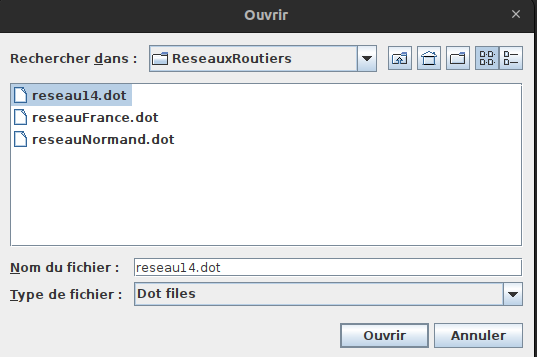 Ouvrir
Rechercher dans : ReseauxRoutiers
reseau14.dot
reseauFrance.dot
reseauNormand.dot
Nom du fichier : reseau14.dot
Type de fichier : Dot files
Ouvrir Annuler